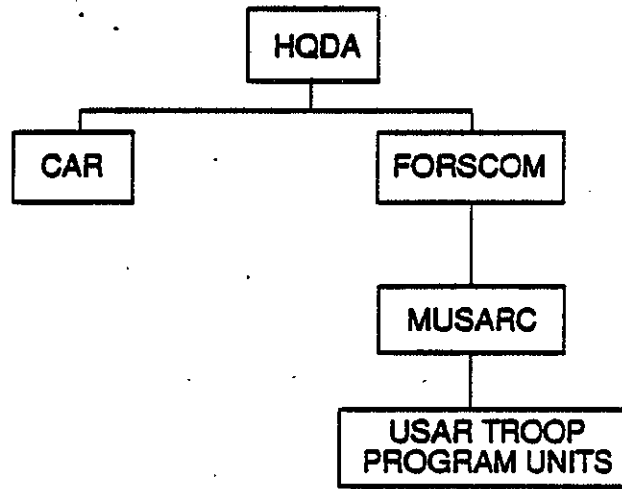 HQDA
CAR
FORSCOM
MUSARC
USAR TROOP
PROGRAM UNITS